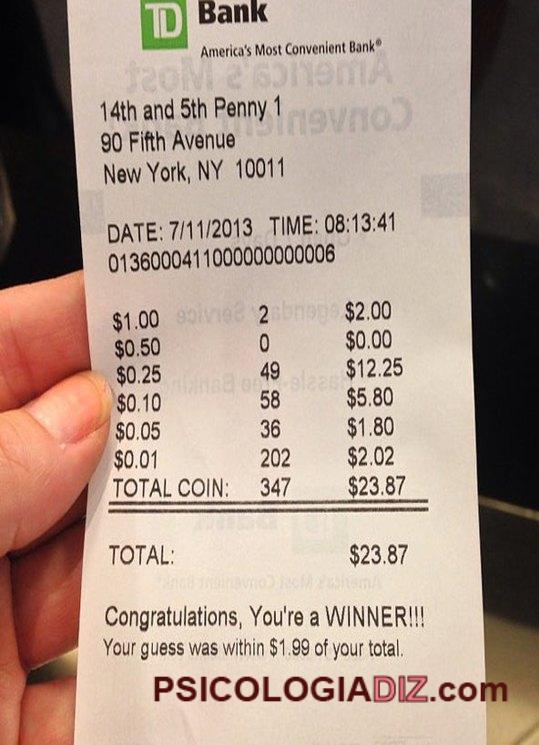 TD Bank
America's Most Convenient Bank®
14th and 5th Penny 1
90 Fifth Avenue
New York, NY 10011
DATE: 7/11/2013 TIME: 08:13:41
0136000411000000000006
$1.00 2 $2.00
$0.50 0 $0.00
$0.25 49 $12.25
$0.10 58 $5.80
$0.05 36 $1.80
$0.01 202 $2.02
TOTAL COIN: 347 $23.87
TOTAL: $23.87
Congratulations, You're a WINNER!!!
Your guess was within $1.99 of your total.
PSICOLOGIADIZ.com